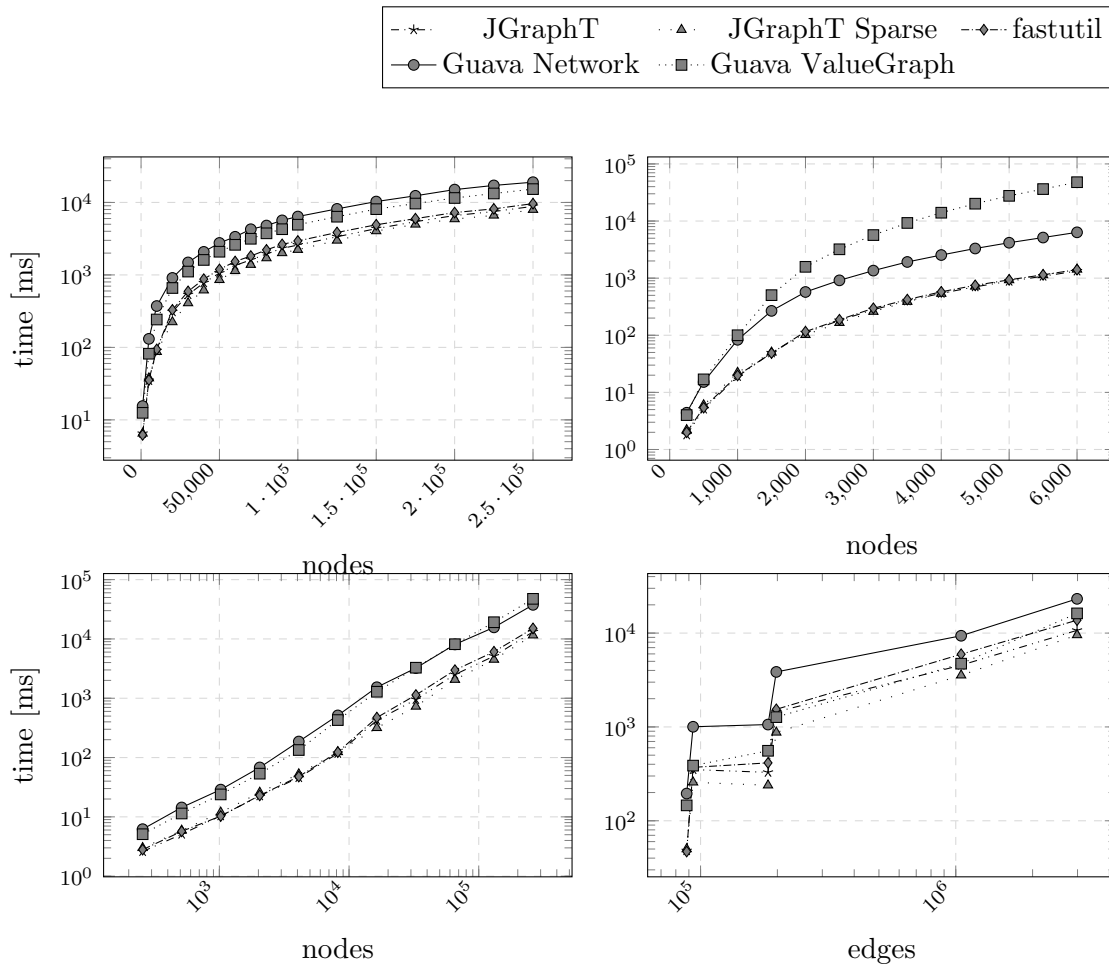 JGraphT JGraphT Sparse fastutil
Guava Network Guava ValueGraph
10^4
10^3
10^2
10^1
time [ms]
0
50,000
1 · 10^5
1.5 · 10^5
2 · 10^5
2.5 · 10^5
nodes
10^5
10^4
10^3
10^2
10^1
10^0
0
1,000
2,000
3,000
4,000
5,000
6,000
nodes
10^5
10^4
10^3
10^2
10^1
10^0
time [ms]
10^3
10^4
10^5
nodes
10^4
10^3
10^2
10^5
10^6
edges